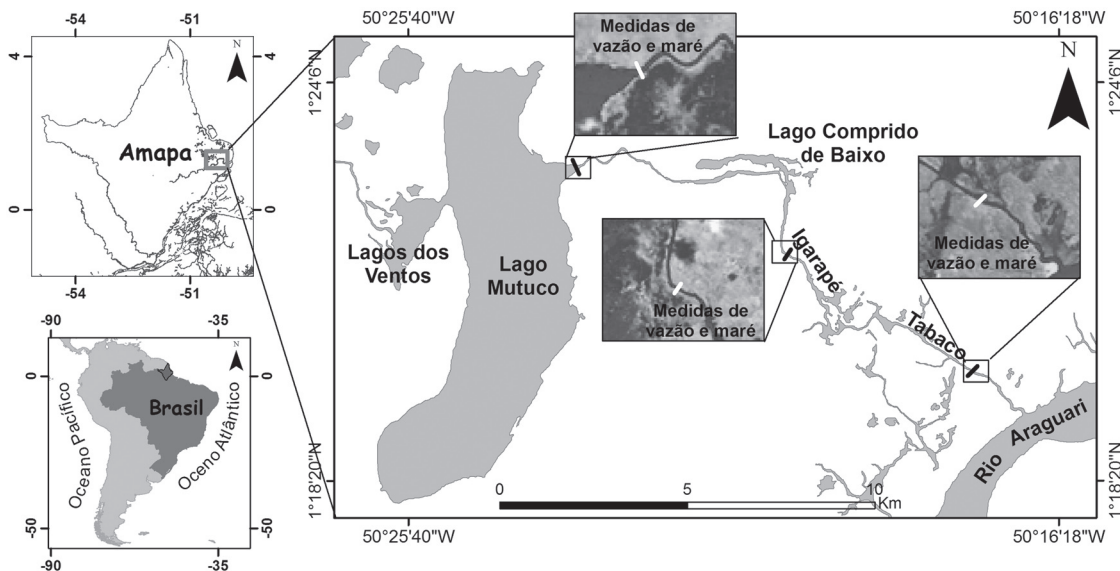 -54
-51
N
4
4
Amapa
0
0
-54
-51
-90
-35
N
0
0
Brasil
Oceano Pacífico
Oceno Atlântico
-50
-50
-90
-35
50°25'40"W
50°16'18"W
1°24'6"N
1°24'6"N
N
Medidas de
vazão e maré
Lago Comprido
de Baixo
Medidas de
vazão e maré
Lagos dos
Ventos
Lago
Mutuco
Medidas de
vazão e maré
Igarapé
Tabaco
Rio Araguari
0
5
10
Km
1°18'20"N
1°18'20"N
50°25'40"W
50°16'18"W